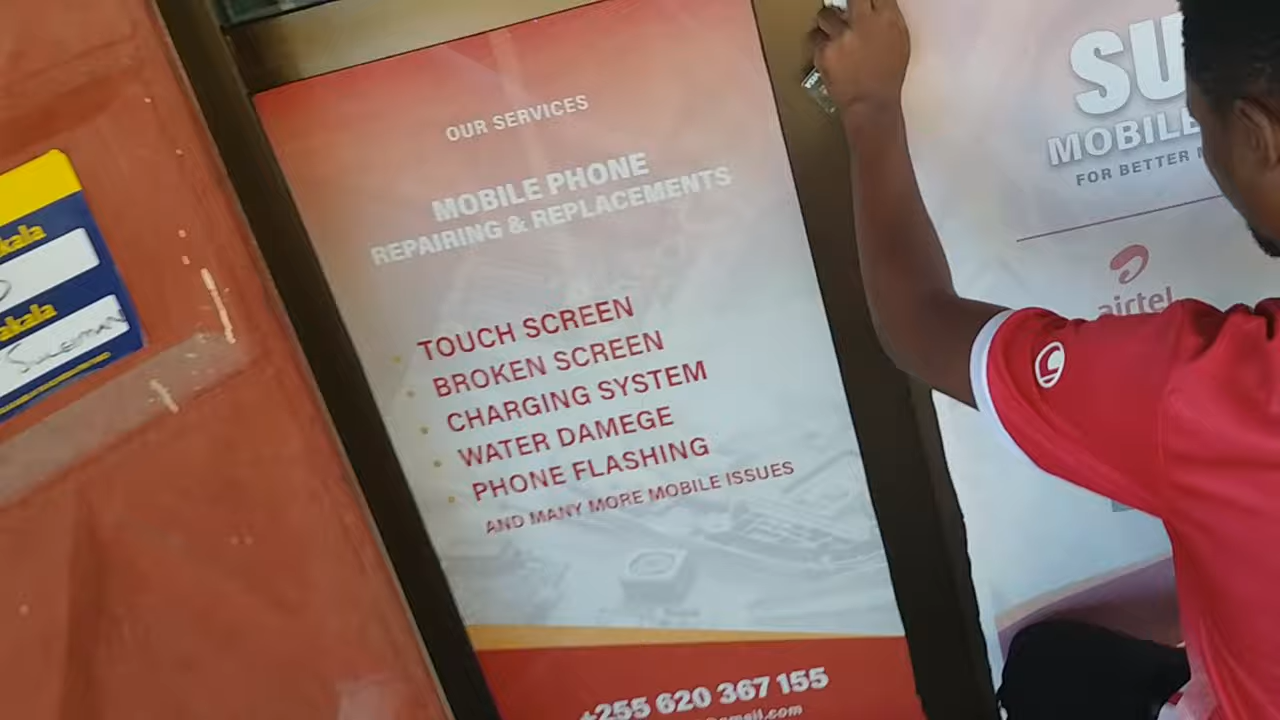 OUR SERVICES
MOBILE PHONE
REPAIRING & REPLACEMENTS
TOUCH SCREEN
BROKEN SCREEN
CHARGING SYSTEM
WATER DAMEGE
PHONE FLASHING
AND MANY MORE MOBILE ISSUES
+255 620 367 155
SU
MOBILE
FOR BETTER
airtel
Suleman